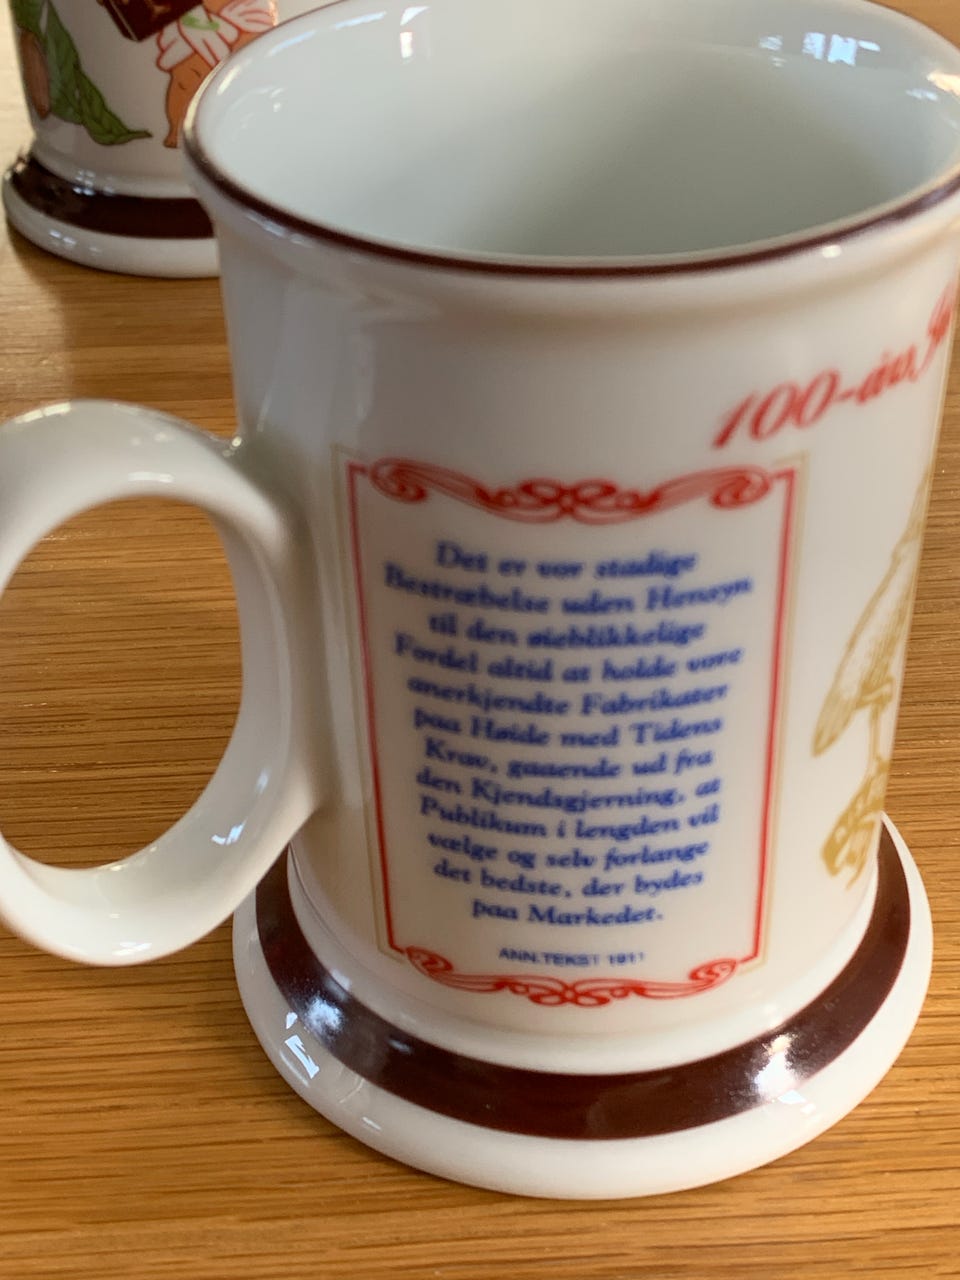 100-års
Det er vor stadige
Bestræbelse uden Hensyn
til den øieblikkelige
Fordel altid at holde vore
anerkjendte Fabrikater
paa Høide med Tidens
Krav, gaaende ud fra
den Kjendsgjerning, at
Publikum i lengden vil
vælge og selv forlange
det bedste, der bydes
paa Markedet.
ANN.TEKST 1911